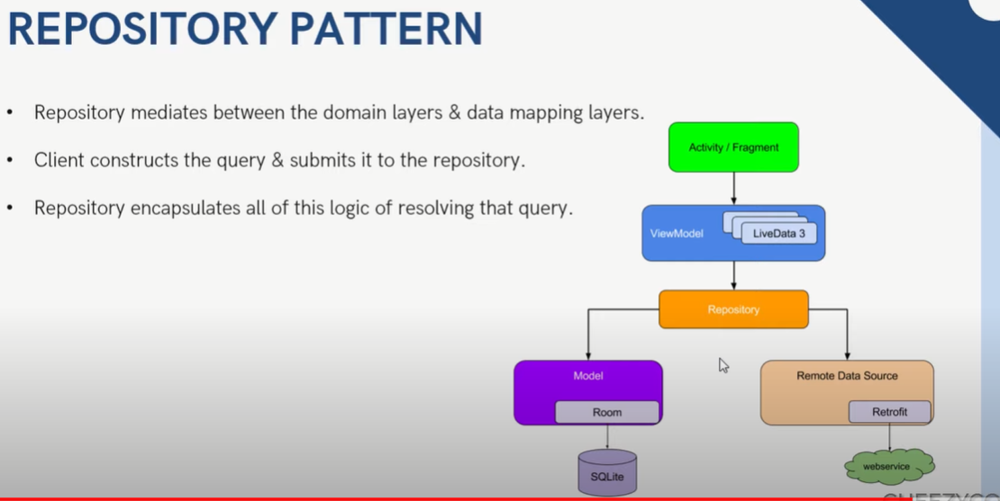 REPOSITORY PATTERN
• Repository mediates between the domain layers & data mapping layers.
• Client constructs the query & submits it to the repository.
• Repository encapsulates all of this logic of resolving that query.
Activity / Fragment
ViewModel
LiveData 3
Repository
Model
Room
SQLite
Remote Data Source
Retrofit
webservice